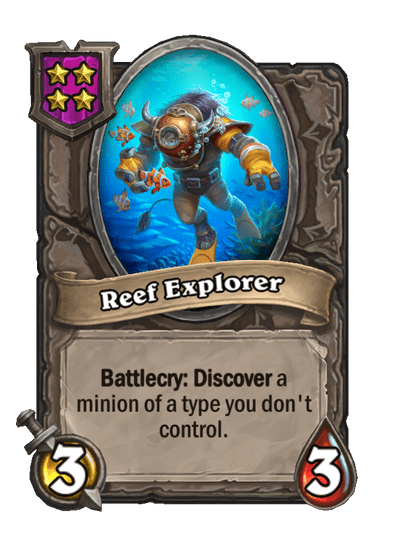 Reef Explorer
Battlecry: Discover a
minion of a type you don't
control.
3
3